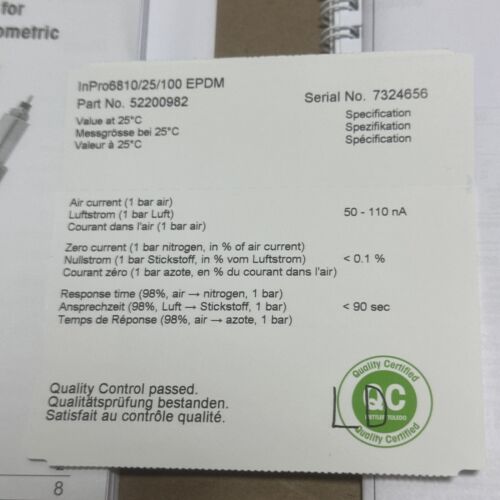 for
ometric
InPro6810/25/100 EPDM
Part No. 52200982
Serial No. 7324656
Value at 25°C
Messgrösse bei 25°C
Valeur à 25°C
Specification
Spezifikation
Spécification
Air current (1 bar air)
Luftstrom (1 bar Luft)
Courant dans l'air (1 bar air)
50 - 110 nA
Zero current (1 bar nitrogen, in % of air current)
Nullstrom (1 bar Stickstoff, in % vom Luftstrom)
Courant zéro (1 bar azote, en % du courant dans l'air)
< 0.1 %
Response time (98%, air → nitrogen, 1 bar)
Ansprechzeit (98%, Luft → Stickstoff, 1 bar)
Temps de Réponse (98%, air → azote, 1 bar)
< 90 sec
Quality Control passed.
Qualitätsprüfung bestanden.
Satisfait au contrôle qualité.
Quality Certified
QC
METTLER TOLEDO
Quality Certified
LD
8